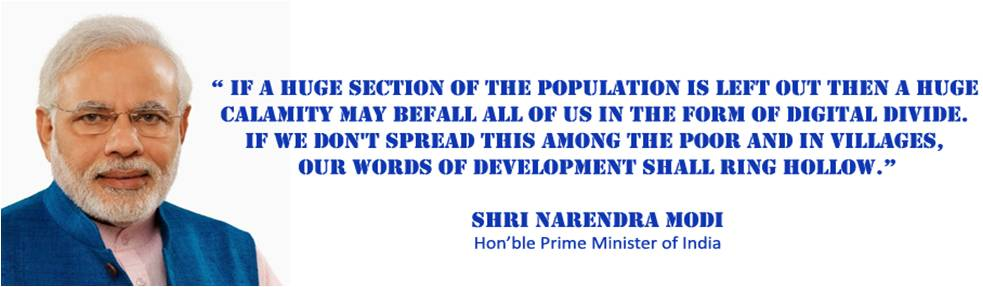 “ IF A HUGE SECTION OF THE POPULATION IS LEFT OUT THEN A HUGE
CALAMITY MAY BEFALL ALL OF US IN THE FORM OF DIGITAL DIVIDE.
IF WE DON'T SPREAD THIS AMONG THE POOR AND IN VILLAGES,
OUR WORDS OF DEVELOPMENT SHALL RING HOLLOW.”
SHRI NARENDRA MODI
Hon’ble Prime Minister of India